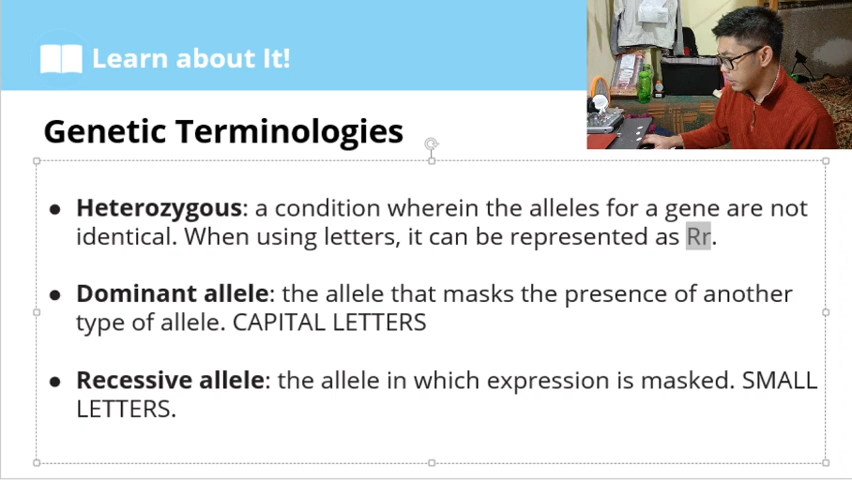 Learn about It!
Genetic Terminologies
● Heterozygous: a condition wherein the alleles for a gene are not
identical. When using letters, it can be represented as Rr.
● Dominant allele: the allele that masks the presence of another
type of allele. CAPITAL LETTERS
● Recessive allele: the allele in which expression is masked. SMALL
LETTERS.